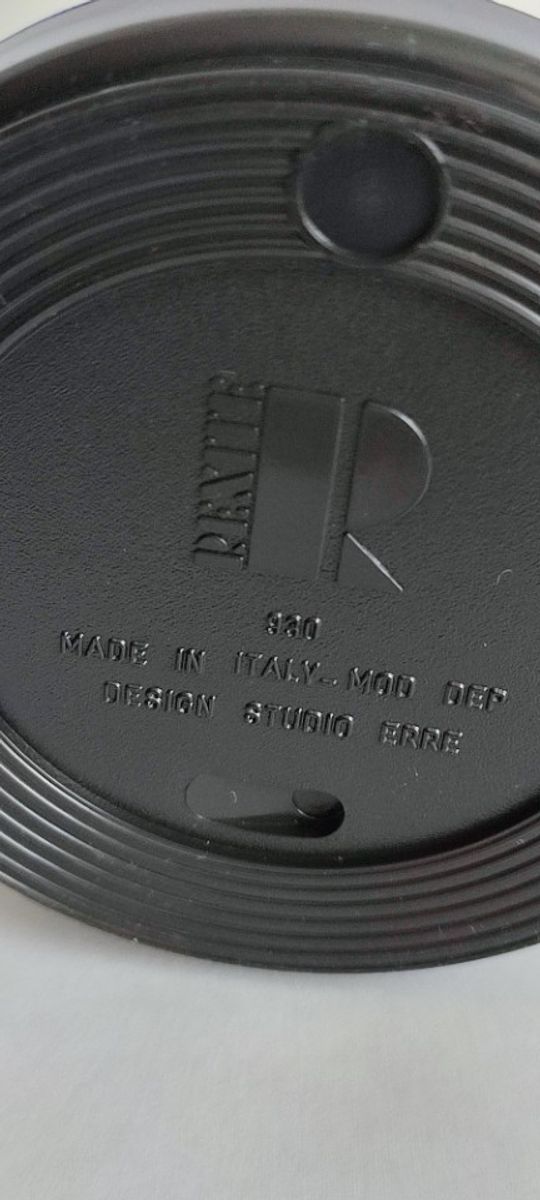 REXITE
R
930
MADE IN ITALY-MOD DEP
DESIGN STUDIO ERRE